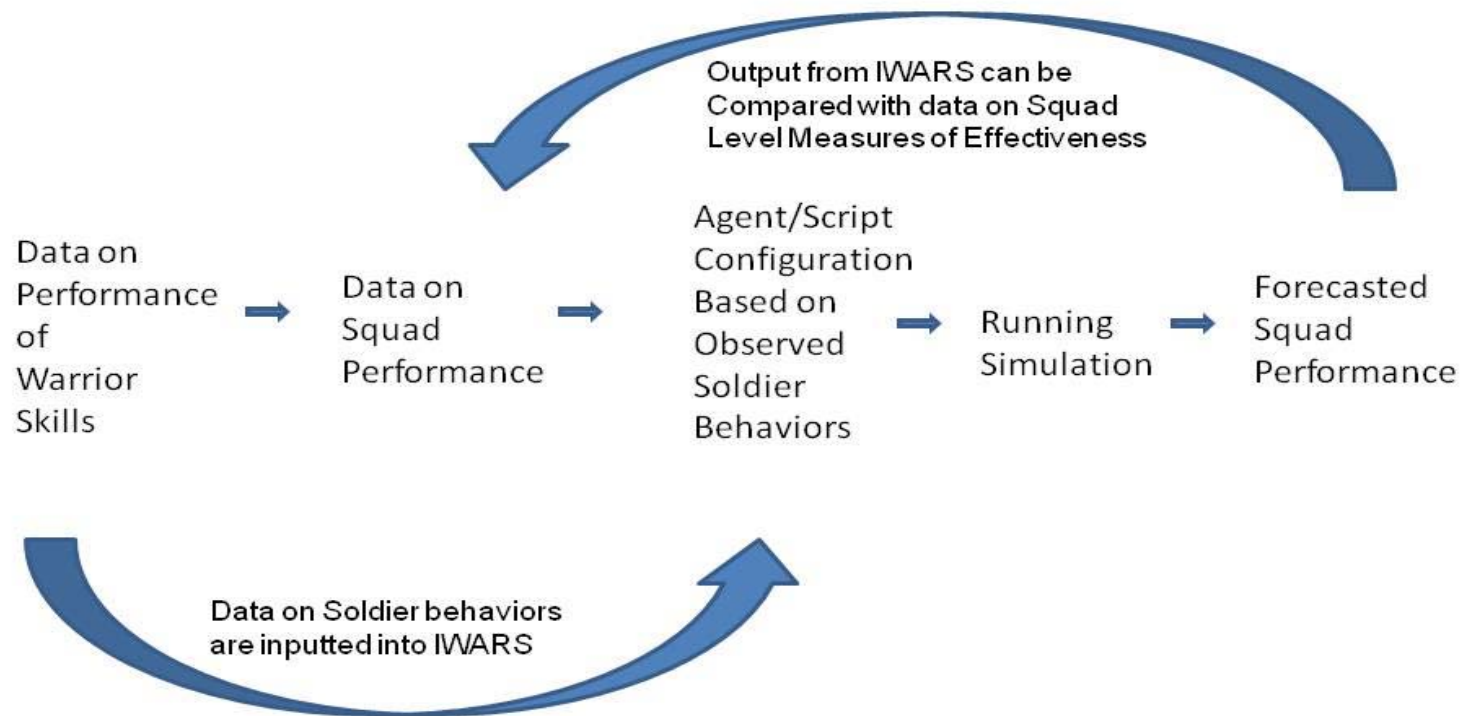 Output from IWARS can be
Compared with data on Squad
Level Measures of Effectiveness
Data on
Performance
of
Warrior
Skills
Data on
Squad
Performance
Agent/Script
Configuration
Based on
Observed
Soldier
Behaviors
Running
Simulation
Forecasted
Squad
Performance
Data on Soldier behaviors
are inputted into IWARS